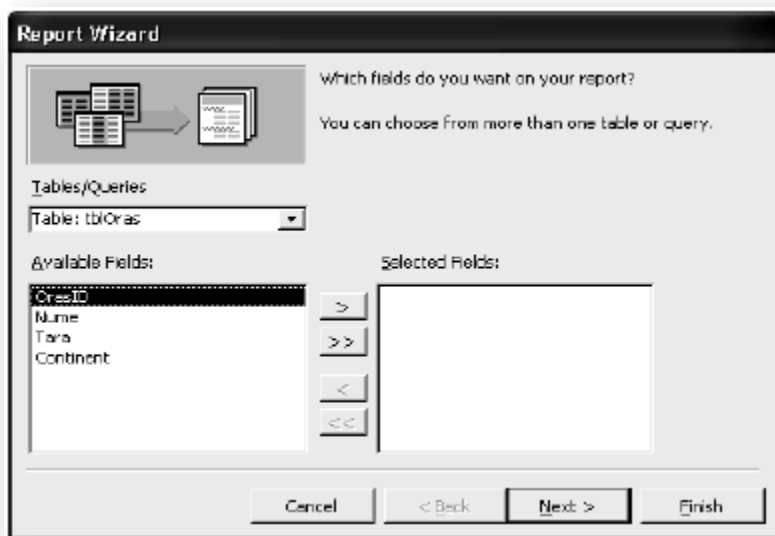 Report Wizard
Which fields do you want on your report?
You can choose from more than one table or query.
Tables/Queries
Table: tblOras
Available Fields:
Selected Fields:
OrasID
Nume
Tara
Continent
>
>>
<
<<
Cancel
< Back
Next >
Finish